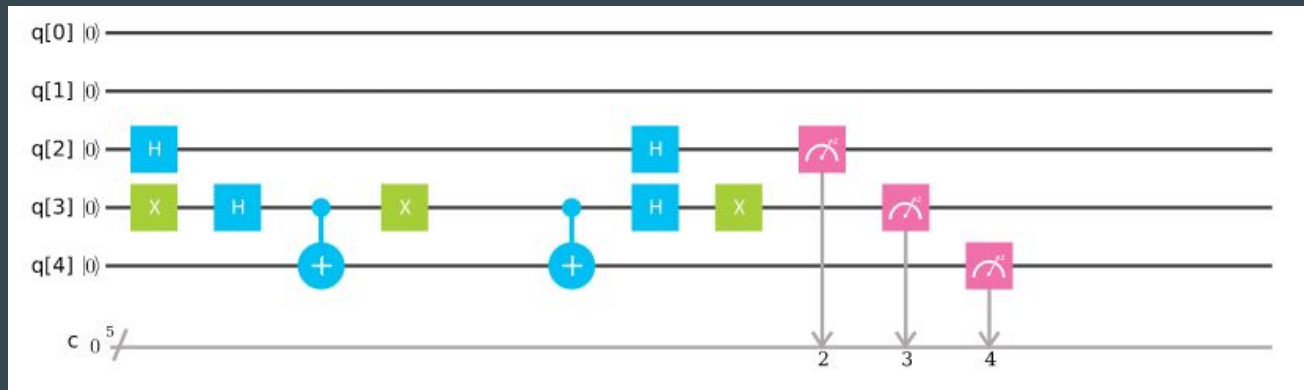 q[0] |0⟩
q[1] |0⟩
q[2] |0⟩ H H z
q[3] |0⟩ X H X H X z
q[4] |0⟩ + + z
c 0 5
2 3 4